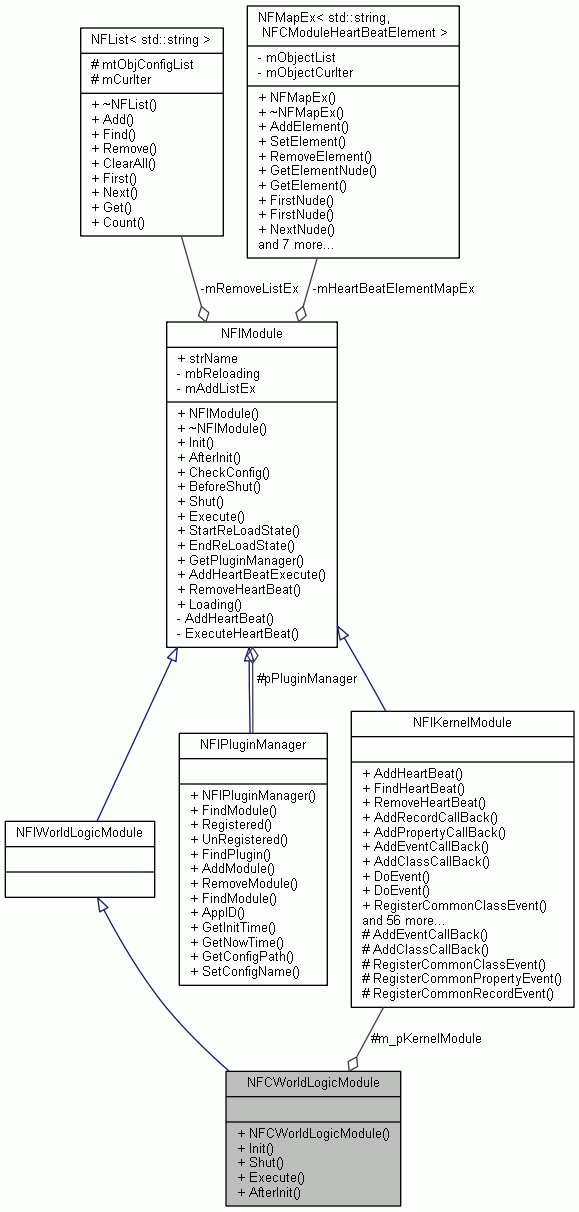 NFList< std::string >
# mtObjConfigList
# mCurIter
+ ~NFList()
+ Add()
+ Find()
+ Remove()
+ ClearAll()
+ First()
+ Next()
+ Get()
+ Count()
NFMapEx< std::string,
NFCModuleHeartBeatElement >
- mObjectList
- mObjectCurIter
+ NFMapEx()
+ ~NFMapEx()
+ AddElement()
+ SetElement()
+ RemoveElement()
+ GetElementNude()
+ GetElement()
+ FirstNude()
+ FirstNude()
+ NextNude()
and 7 more...
-mRemoveListEx
-mHeartBeatElementMapEx
NFIModule
+ strName
- mbReloading
- mAddListEx
+ NFIModule()
+ ~NFIModule()
+ Init()
+ AfterInit()
+ CheckConfig()
+ BeforeShut()
+ Shut()
+ Execute()
+ StartReLoadState()
+ EndReLoadState()
+ GetPluginManager()
+ AddHeartBeatExecute()
+ RemoveHeartBeat()
+ Loading()
- AddHeartBeat()
- ExecuteHeartBeat()
#pPluginManager
NFIPluginManager
+ NFIPluginManager()
+ FindModule()
+ Registered()
+ UnRegistered()
+ FindPlugin()
+ AddModule()
+ RemoveModule()
+ FindModule()
+ AppID()
+ GetInitTime()
+ GetNowTime()
+ GetConfigPath()
+ SetConfigName()
NFIKernelModule
+ AddHeartBeat()
+ FindHeartBeat()
+ RemoveHeartBeat()
+ AddRecordCallBack()
+ AddPropertyCallBack()
+ AddEventCallBack()
+ AddClassCallBack()
+ DoEvent()
+ DoEvent()
+ RegisterCommonClassEvent()
and 56 more...
# AddEventCallBack()
# AddClassCallBack()
# RegisterCommonClassEvent()
# RegisterCommonPropertyEvent()
# RegisterCommonRecordEvent()
NFIWorldLogicModule
#m_pKernelModule
NFCWorldLogicModule
+ NFCWorldLogicModule()
+ Init()
+ Shut()
+ Execute()
+ AfterInit()